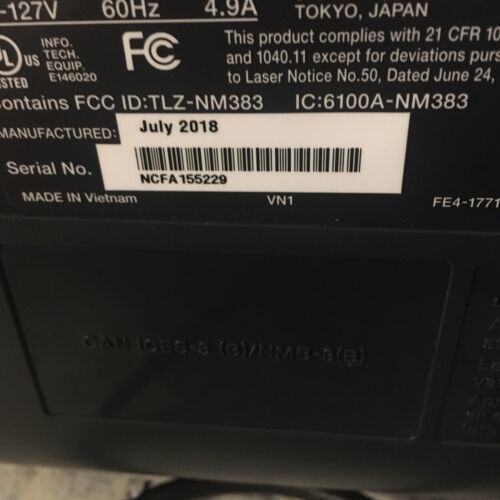 -127V 60Hz 4.9A
TOKYO, JAPAN
UL US LISTED
INFO.
TECH.
EQUIP.
E146020
FC
This product complies with 21 CFR 10
and 1040.11 except for deviations purs
to Laser Notice No.50, Dated June 24,
ontains FCC ID:TLZ-NM383 IC:6100A-NM383
MANUFACTURED: July 2018
Serial No. NCFA155229
MADE IN Vietnam VN1 FE4-1771
CAN ICES-3 (B)/NMB-3(B)